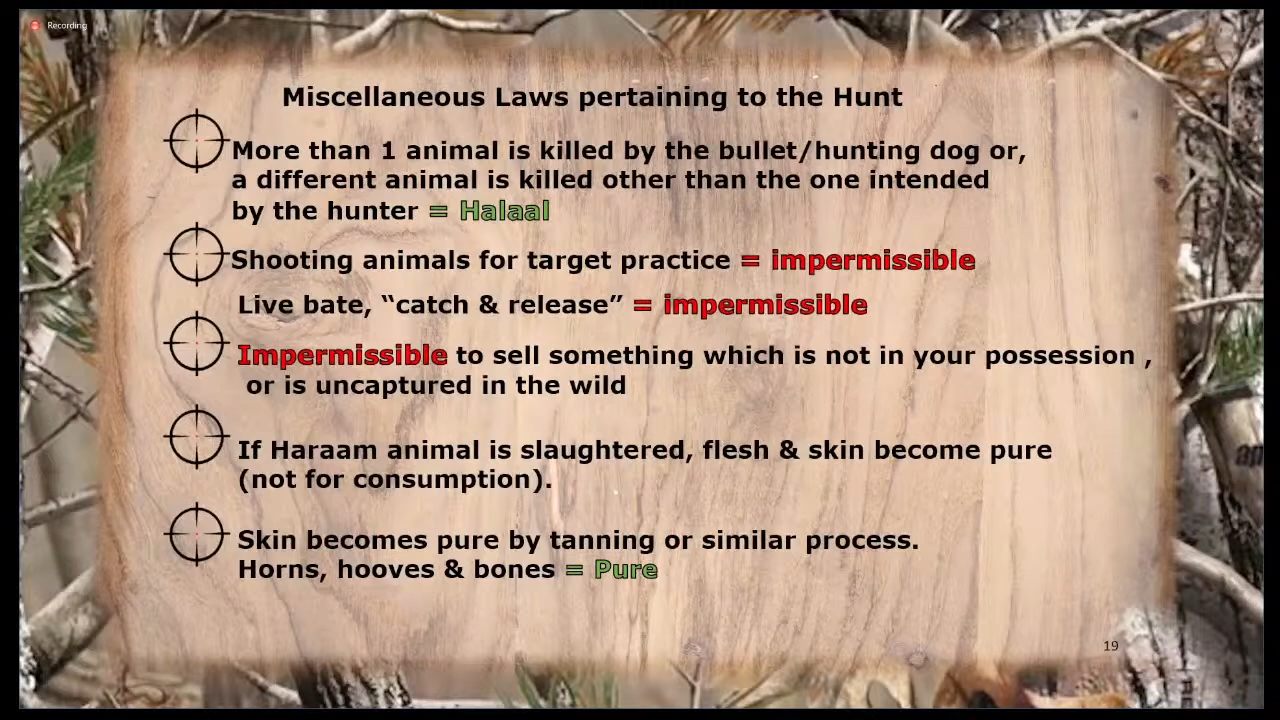 Recording
Miscellaneous Laws pertaining to the Hunt
More than 1 animal is killed by the bullet/hunting dog or,
a different animal is killed other than the one intended
by the hunter = Halaal
Shooting animals for target practice = impermissible
Live bate, “catch & release” = impermissible
Impermissible to sell something which is not in your possession ,
or is uncaptured in the wild
If Haraam animal is slaughtered, flesh & skin become pure
(not for consumption).
Skin becomes pure by tanning or similar process.
Horns, hooves & bones = Pure
19